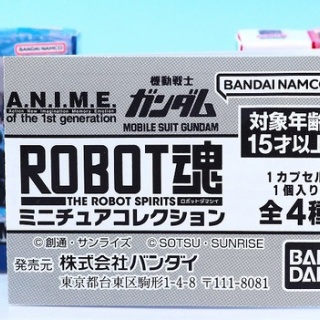 A.N.I.M.E.
Action New Imagination Memory Emotion
of the 1st generation
機動戦士
ガンダム
MOBILE SUIT GUNDAM
BANDAI NAMCO
対象年齢
15才以上
ROBOT魂
THE ROBOT SPIRITS ロボットダマシイ
ミニチュアコレクション
1カプセル
1個入り
全4種
©創通・サンライズ ©SOTSU・SUNRISE
発売元 株式会社バンダイ
東京都台東区駒形1-4-8 〒111-8081
BAN
DAI